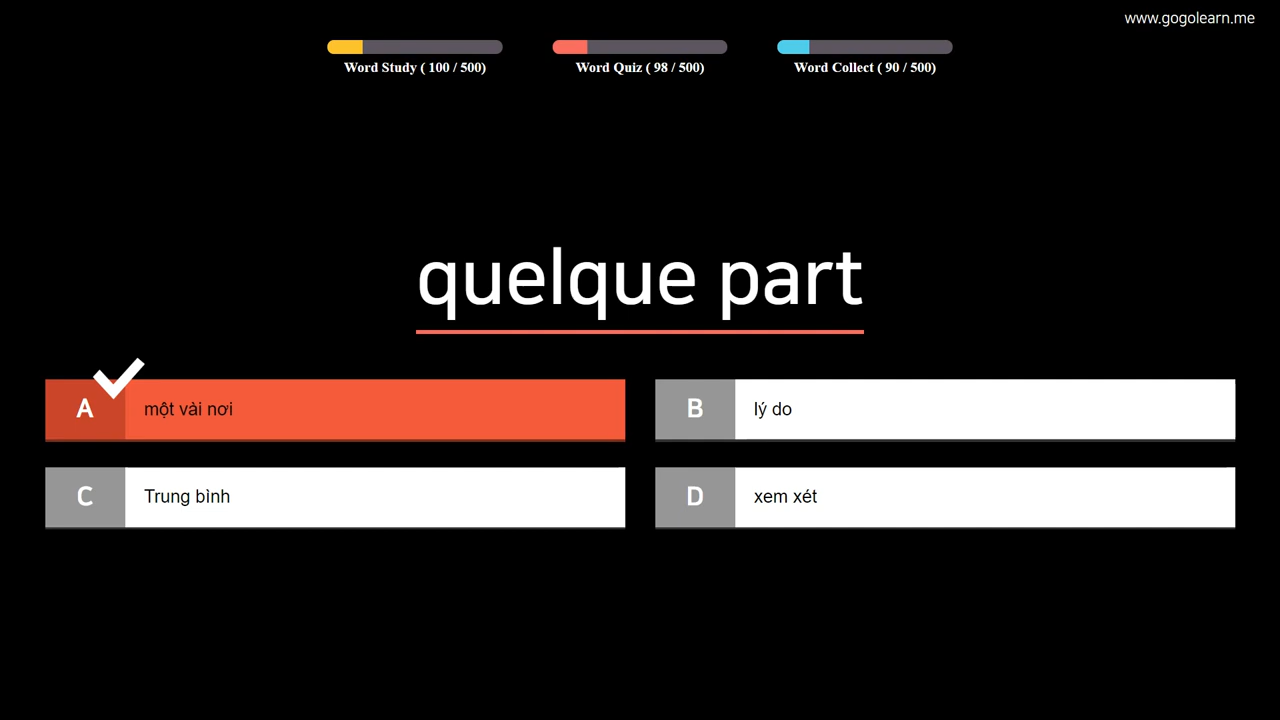 www.gogolearn.me
Word Study ( 100 / 500)
Word Quiz ( 98 / 500)
Word Collect ( 90 / 500)
quelque part
A
một vài nơi
B
lý do
C
Trung bình
D
xem xét